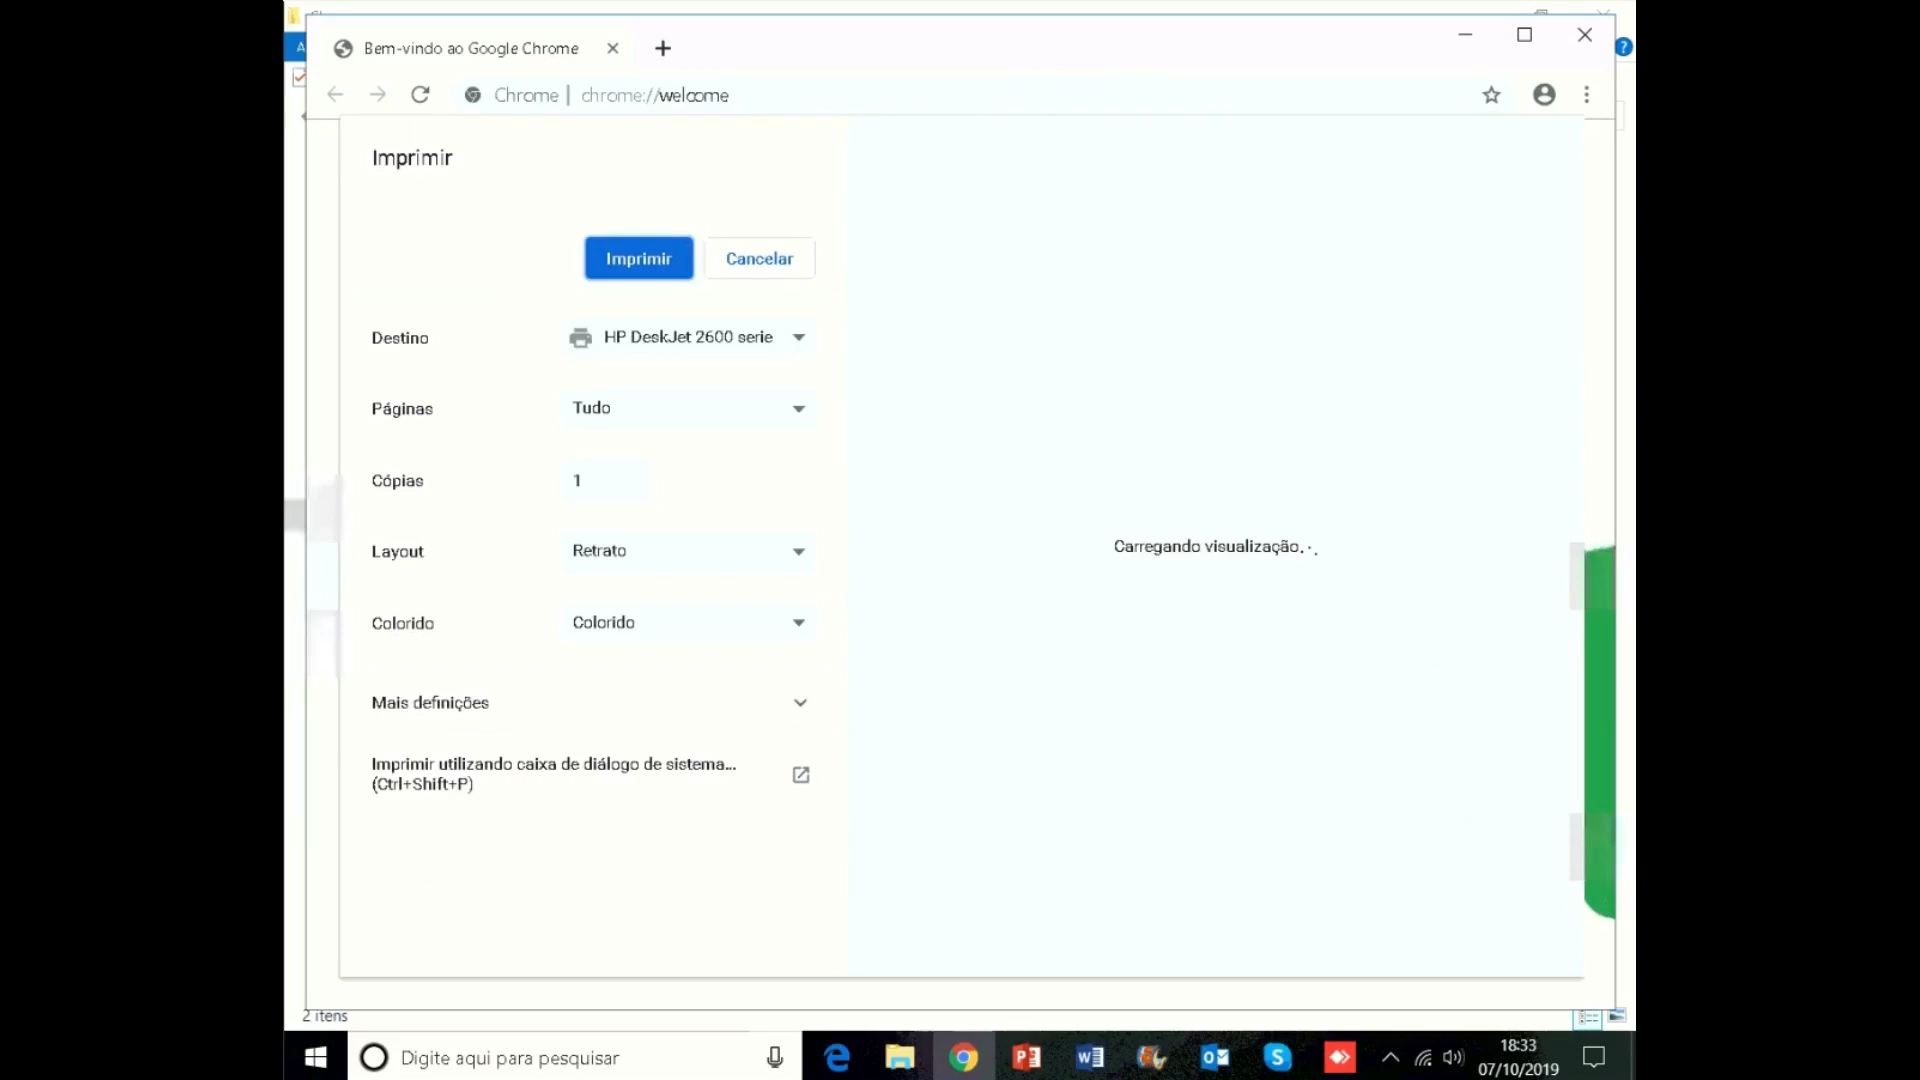 Bem-vindo ao Google Chrome
Chrome | chrome://welcome
Imprimir
Imprimir Cancelar
Destino HP DeskJet 2600 serie
Páginas Tudo
Cópias 1
Layout Retrato
Colorido Colorido
Mais definições
Imprimir utilizando caixa de diálogo de sistema...
(Ctrl+Shift+P)
Carregando visualização...
2 itens
Digite aqui para pesquisar
18:33
07/10/2019